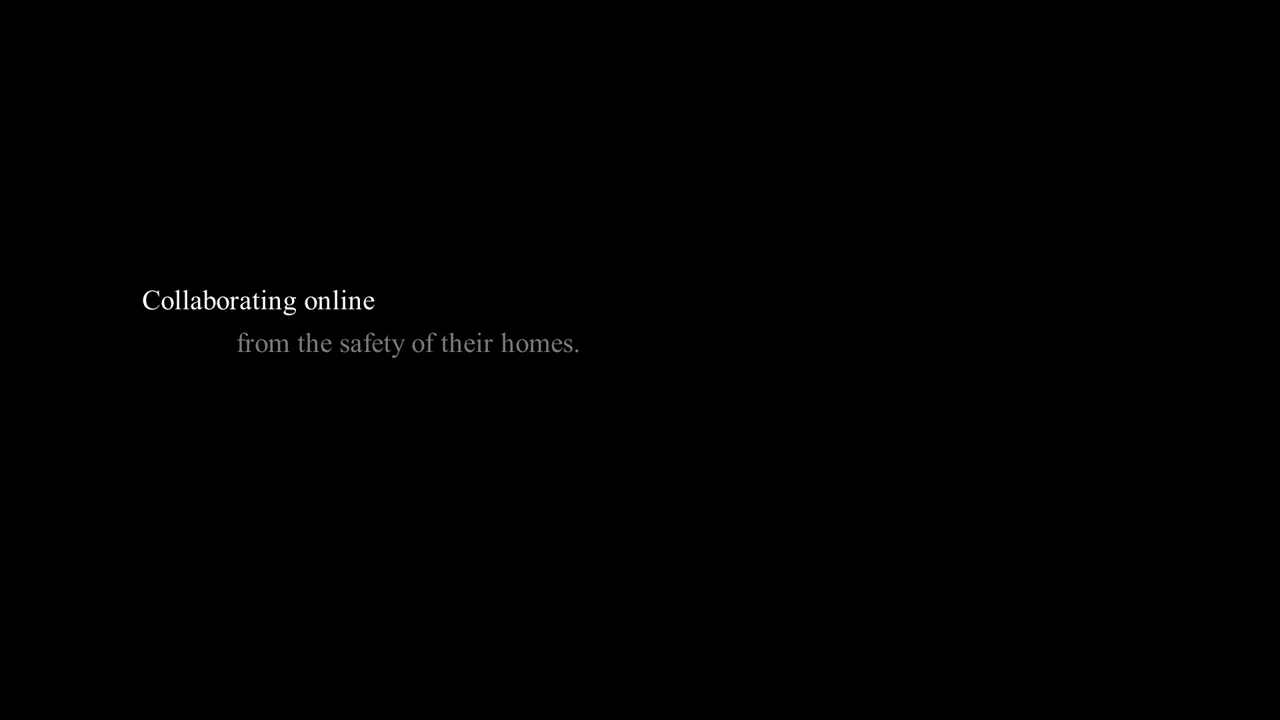 Collaborating online
from the safety of their homes.